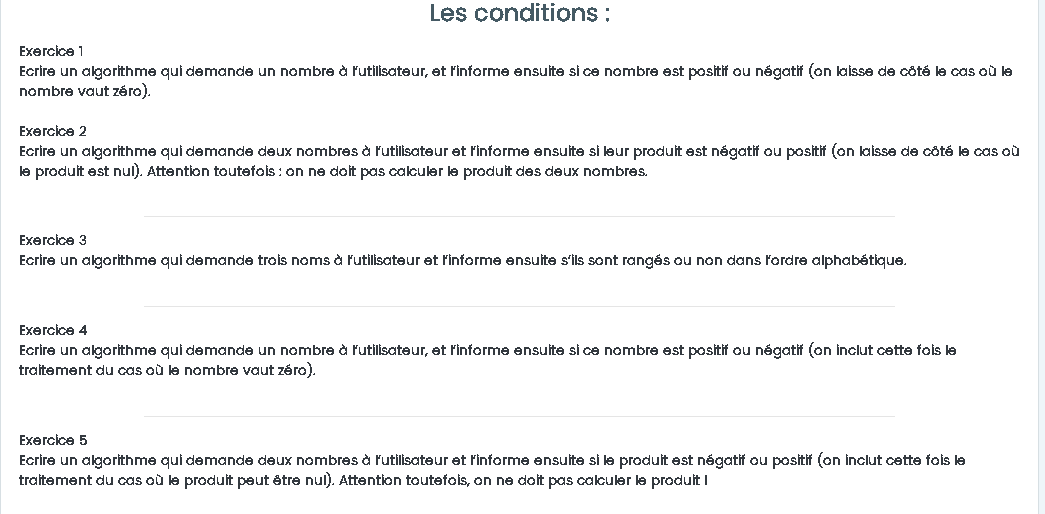 Les conditions :
Exercice 1
Ecrire un algorithme qui demande un nombre à l'utilisateur, et l'informe ensuite si ce nombre est positif ou négatif (on laisse de côté le cas où le
nombre vaut zéro).
Exercice 2
Ecrire un algorithme qui demande deux nombres à l'utilisateur et l'informe ensuite si leur produit est négatif ou positif (on laisse de côté le cas où
le produit est nul). Attention toutefois : on ne doit pas calculer le produit des deux nombres.
Exercice 3
Ecrire un algorithme qui demande trois noms à l'utilisateur et l'informe ensuite s'ils sont rangés ou non dans l'ordre alphabétique.
Exercice 4
Ecrire un algorithme qui demande un nombre à l'utilisateur, et l'informe ensuite si ce nombre est positif ou négatif (on inclut cette fois le
traitement du cas où le nombre vaut zéro).
Exercice 5
Ecrire un algorithme qui demande deux nombres à l'utilisateur et l'informe ensuite si le produit est négatif ou positif (on inclut cette fois le
traitement du cas où le produit peut être nul). Attention toutefois, on ne doit pas calculer le produit !